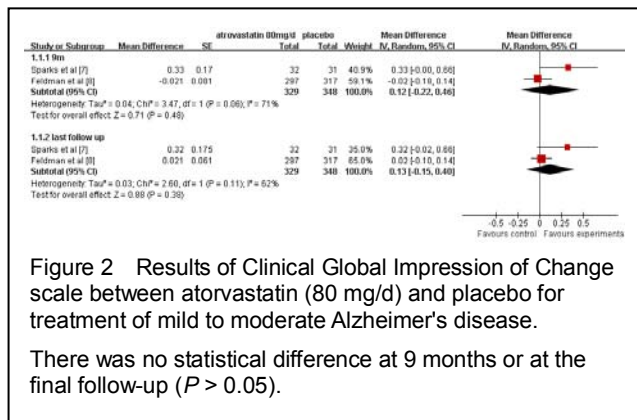 atrovastatin 80mg/d placebo Mean Difference Mean Difference
Study or Subgroup Mean Difference SE Total Total Weight IV, Random, 95% CI IV, Random, 95% CI
1.1.1 9m
Sparks et al [7] 0.33 0.17 32 31 40.9% 0.33 [-0.00, 0.66]
Feldman et al [8] -0.021 0.081 297 317 59.1% -0.02 [-0.18, 0.14]
Subtotal (95% CI) 329 348 100.0% 0.12 [-0.22, 0.46]
Heterogeneity: Tau² = 0.04; Chi² = 3.47, df = 1 (P = 0.06); I² = 71%
Test for overall effect: Z = 0.71 (P = 0.48)
1.1.2 last follow up
Sparks et al [7] 0.32 0.175 32 31 35.0% 0.32 [-0.02, 0.66]
Feldman et al [8] 0.021 0.061 297 317 65.0% 0.02 [-0.10, 0.14]
Subtotal (95% CI) 329 348 100.0% 0.13 [-0.15, 0.40]
Heterogeneity: Tau² = 0.03; Chi² = 2.60, df = 1 (P = 0.11); I² = 62%
Test for overall effect: Z = 0.88 (P = 0.38)
-0.5 -0.25 0 0.25 0.5
Favours control Favours experimenta
Figure 2 Results of Clinical Global Impression of Change
scale between atorvastatin (80 mg/d) and placebo for
treatment of mild to moderate Alzheimer's disease.
There was no statistical difference at 9 months or at the
final follow-up (P > 0.05).